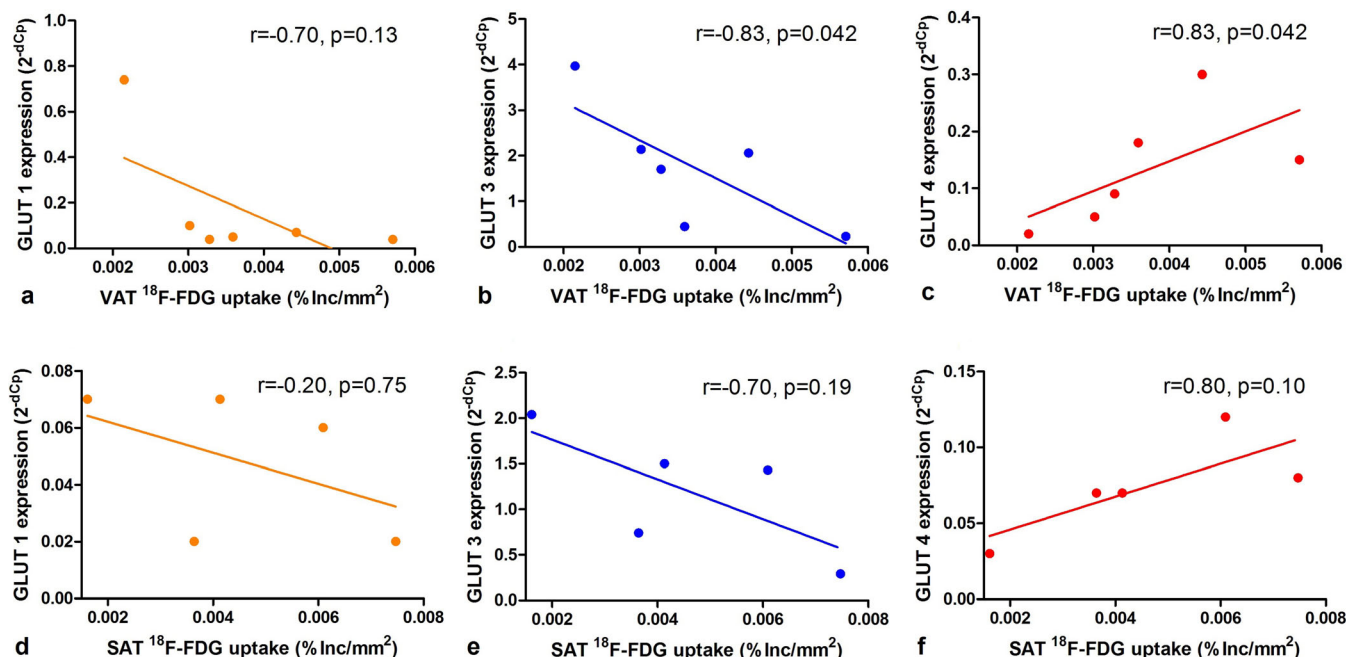 r=-0.70, p=0.13
GLUT 1 expression (2⁻ᵈᶜᵖ)
1.0
0.8
0.6
0.4
0.2
0.0
0.002 0.003 0.004 0.005 0.006
a
VAT ¹⁸F-FDG uptake (%Inc/mm²)
r=-0.83, p=0.042
GLUT 3 expression (2⁻ᵈᶜᵖ)
5
4
3
2
1
0
0.002 0.003 0.004 0.005 0.006
b
VAT ¹⁸F-FDG uptake (%Inc/mm²)
r=0.83, p=0.042
GLUT 4 expression (2⁻ᵈᶜᵖ)
0.4
0.3
0.2
0.1
0.0
0.002 0.003 0.004 0.005 0.006
c
VAT ¹⁸F-FDG uptake (%Inc/mm²)
r=-0.20, p=0.75
GLUT 1 expression (2⁻ᵈᶜᵖ)
0.08
0.06
0.04
0.02
0.00
0.002 0.004 0.006 0.008
d
SAT ¹⁸F-FDG uptake (%Inc/mm²)
r=-0.70, p=0.19
GLUT 3 expression (2⁻ᵈᶜᵖ)
2.5
2.0
1.5
1.0
0.5
0.0
0.002 0.004 0.006 0.008
e
SAT ¹⁸F-FDG uptake (%Inc/mm²)
r=0.80, p=0.10
GLUT 4 expression (2⁻ᵈᶜᵖ)
0.15
0.10
0.05
0.00
0.002 0.004 0.006 0.008
f
SAT ¹⁸F-FDG uptake (%Inc/mm²)